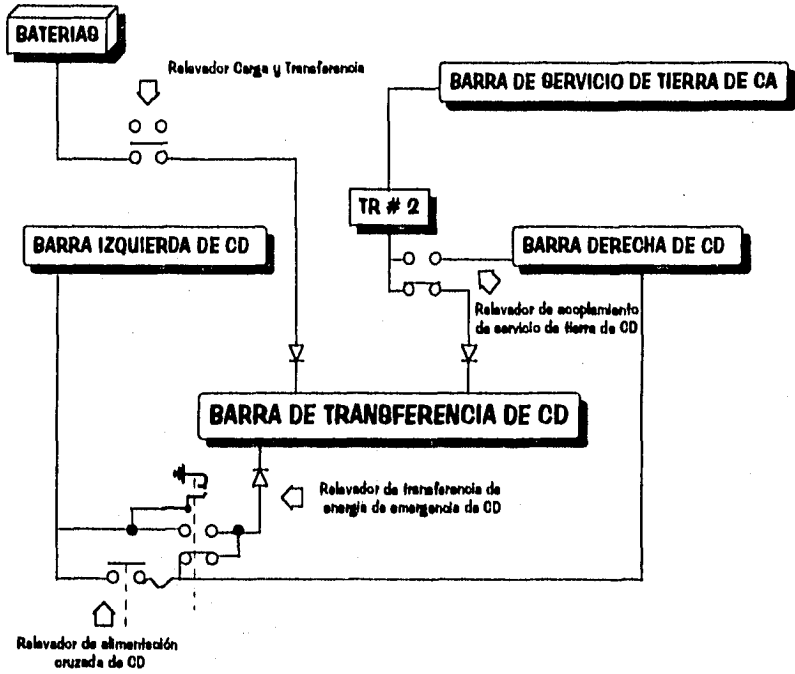 BATERIAS
Relevador Carga y Transferencia
BARRA DE SERVICIO DE TIERRA DE CA
TR # 2
BARRA IZQUIERDA DE CD
BARRA DERECHA DE CD
Relevador de acoplamiento
de servicio de tierra de CD
BARRA DE TRANSFERENCIA DE CD
Relevador de transferencia de
energía de emergencia de CD
Relevador de alimentación
cruzada de CD